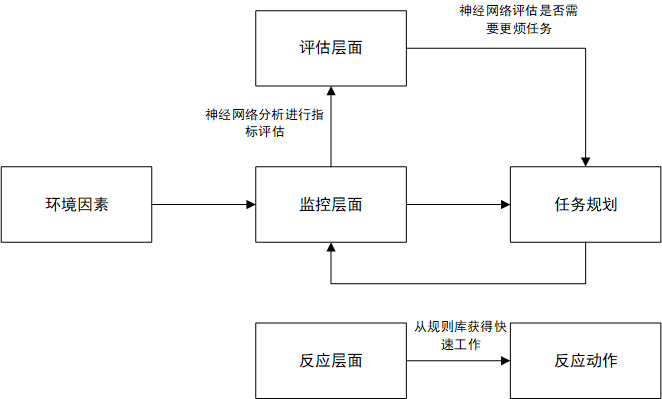 神经网络评估是否需
要更烦任务
评估层面
神经网络分析进行指
标评估
环境因素
监控层面
任务规划
从规则库获得快
速工作
反应层面
反应动作